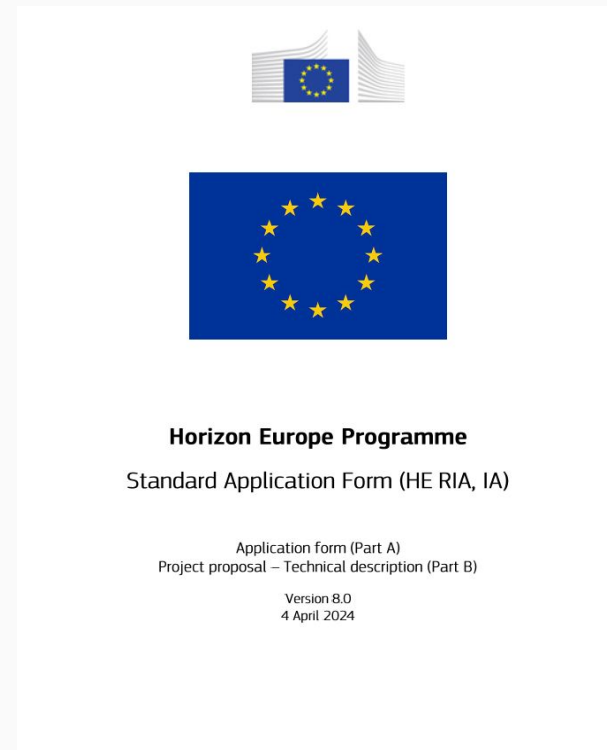 Horizon Europe Programme
Standard Application Form (HE RIA, IA)
Application form (Part A)
Project proposal – Technical description (Part B)
Version 8.0
4 April 2024